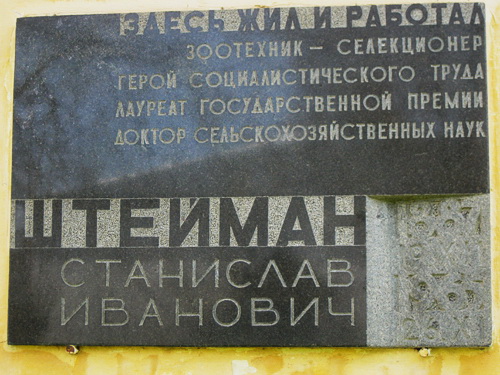 ЗДЕСЬ ЖИЛ И РАБОТАЛ
ЗООТЕХНИК – СЕЛЕКЦИОНЕР
ГЕРОЙ СОЦИАЛИСТИЧЕСКОГО ТРУДА
ЛАУРЕАТ ГОСУДАРСТВЕННОЙ ПРЕМИИ
ДОКТОР СЕЛЬСКОХОЗЯЙСТВЕННЫХ НАУК
ШТЕЙМАН
СТАНИСЛАВ
ИВАНОВИЧ